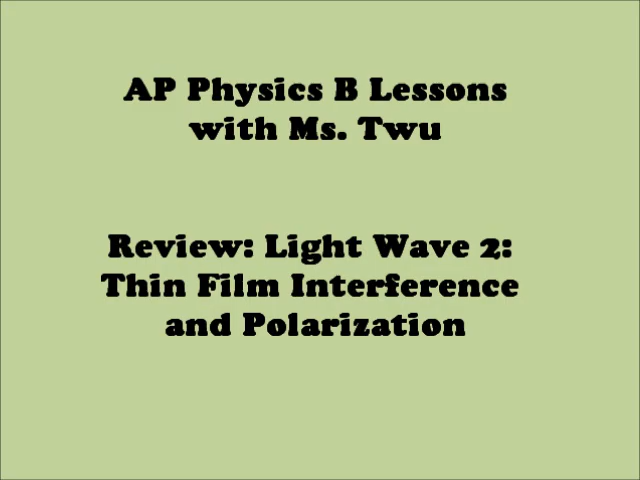 AP Physics B Lessons
with Ms. Twu
Review: Light Wave 2:
Thin Film Interference
and Polarization